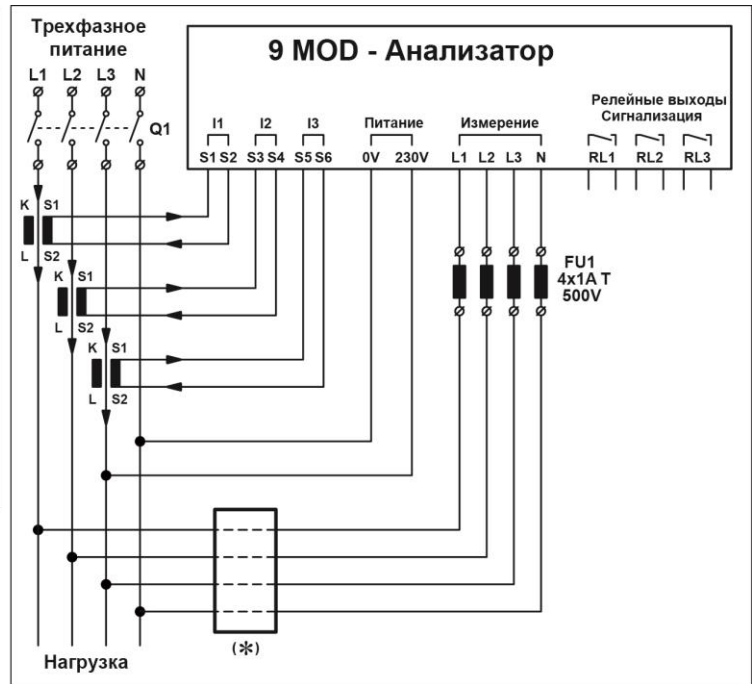 Трехфазное
питание
9 MOD - Анализатор
L1 L2 L3 N
Q1
I1 I2 I3 Питание Измерение
Релейные выходы
Сигнализация
S1 S2 S3 S4 S5 S6 0V 230V L1 L2 L3 N RL1 RL2 RL3
K S1
L S2
K S1
L S2
K S1
L S2
FU1
4x1A T
500V
(*)
Нагрузка